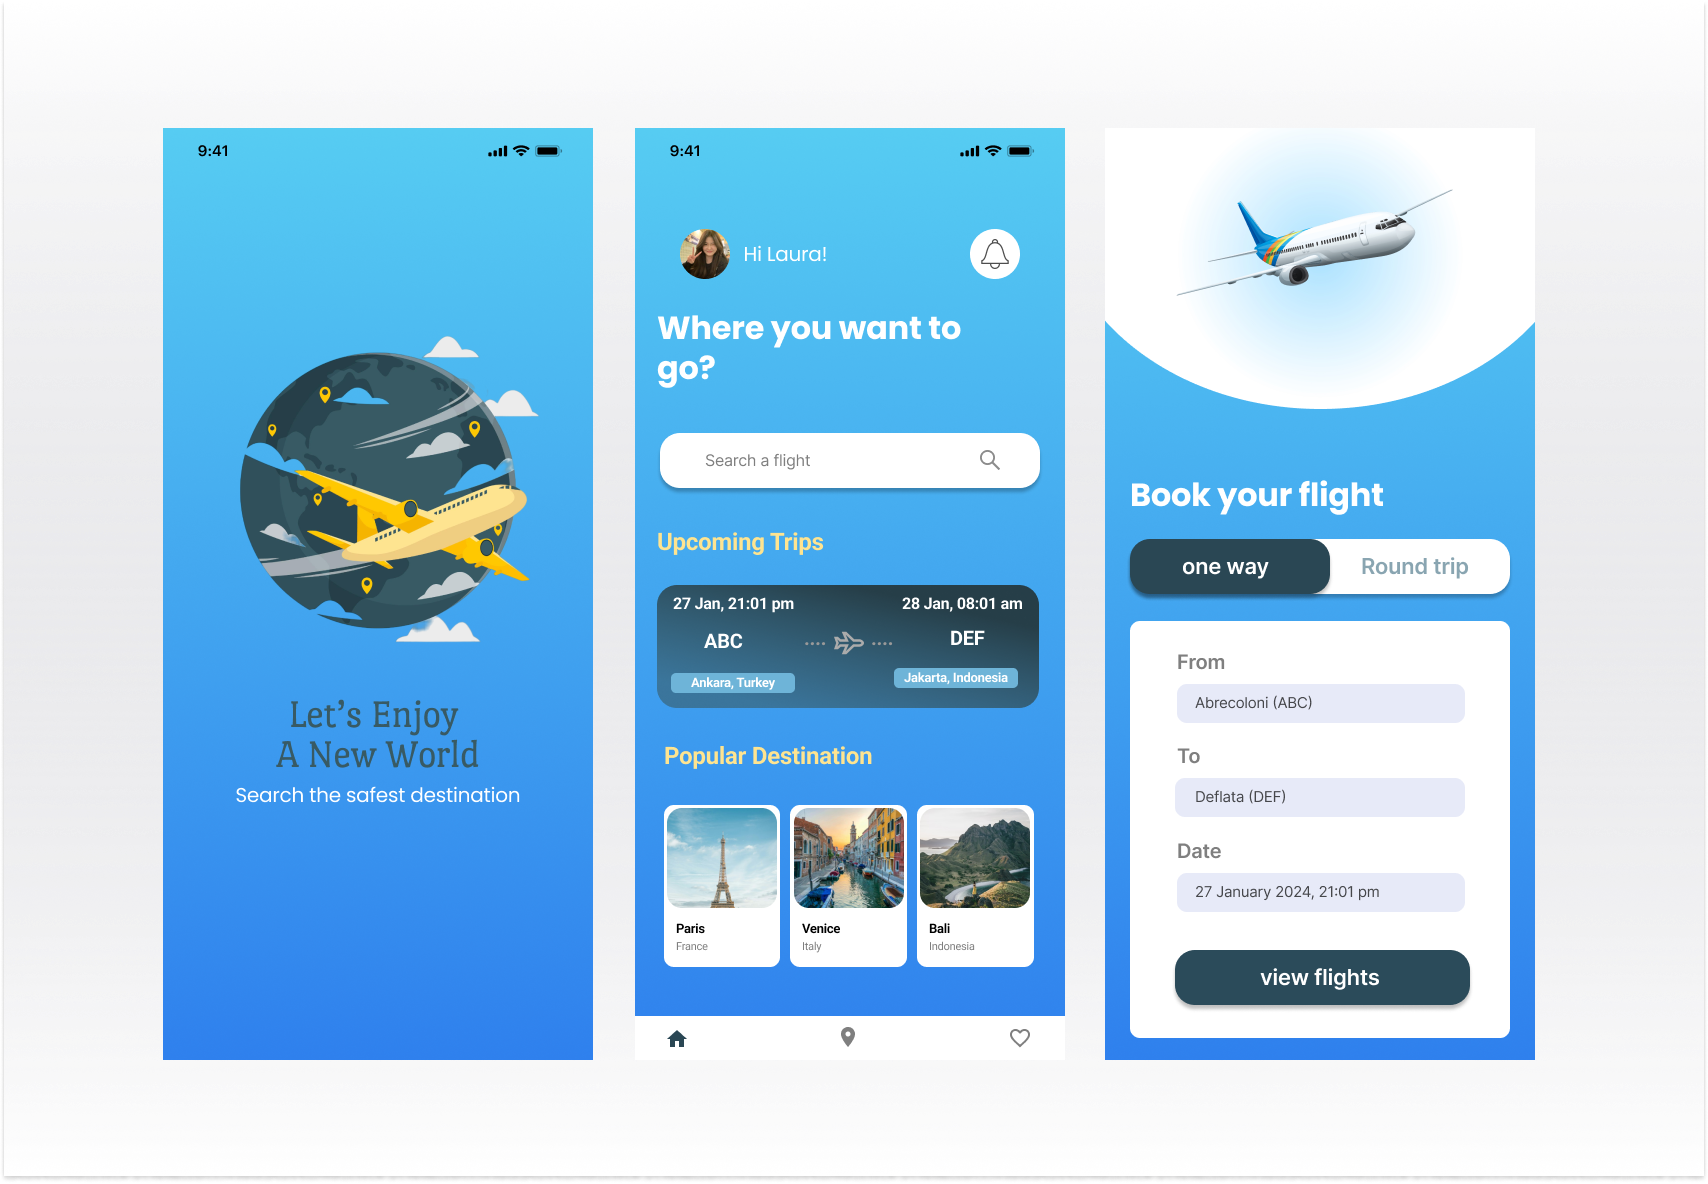 9:41
Let's Enjoy
A New World
Search the safest destination
9:41
Hi Laura!
Where you want to
go?
Search a flight
Upcoming Trips
27 Jan, 21:01 pm
28 Jan, 08:01 am
ABC
DEF
Ankara, Turkey
Jakarta, Indonesia
Popular Destination
Paris
France
Venice
Italy
Bali
Indonesia
Book your flight
one way
Round trip
From
Abrecoloni (ABC)
To
Deflata (DEF)
Date
27 January 2024, 21:01 pm
view flights